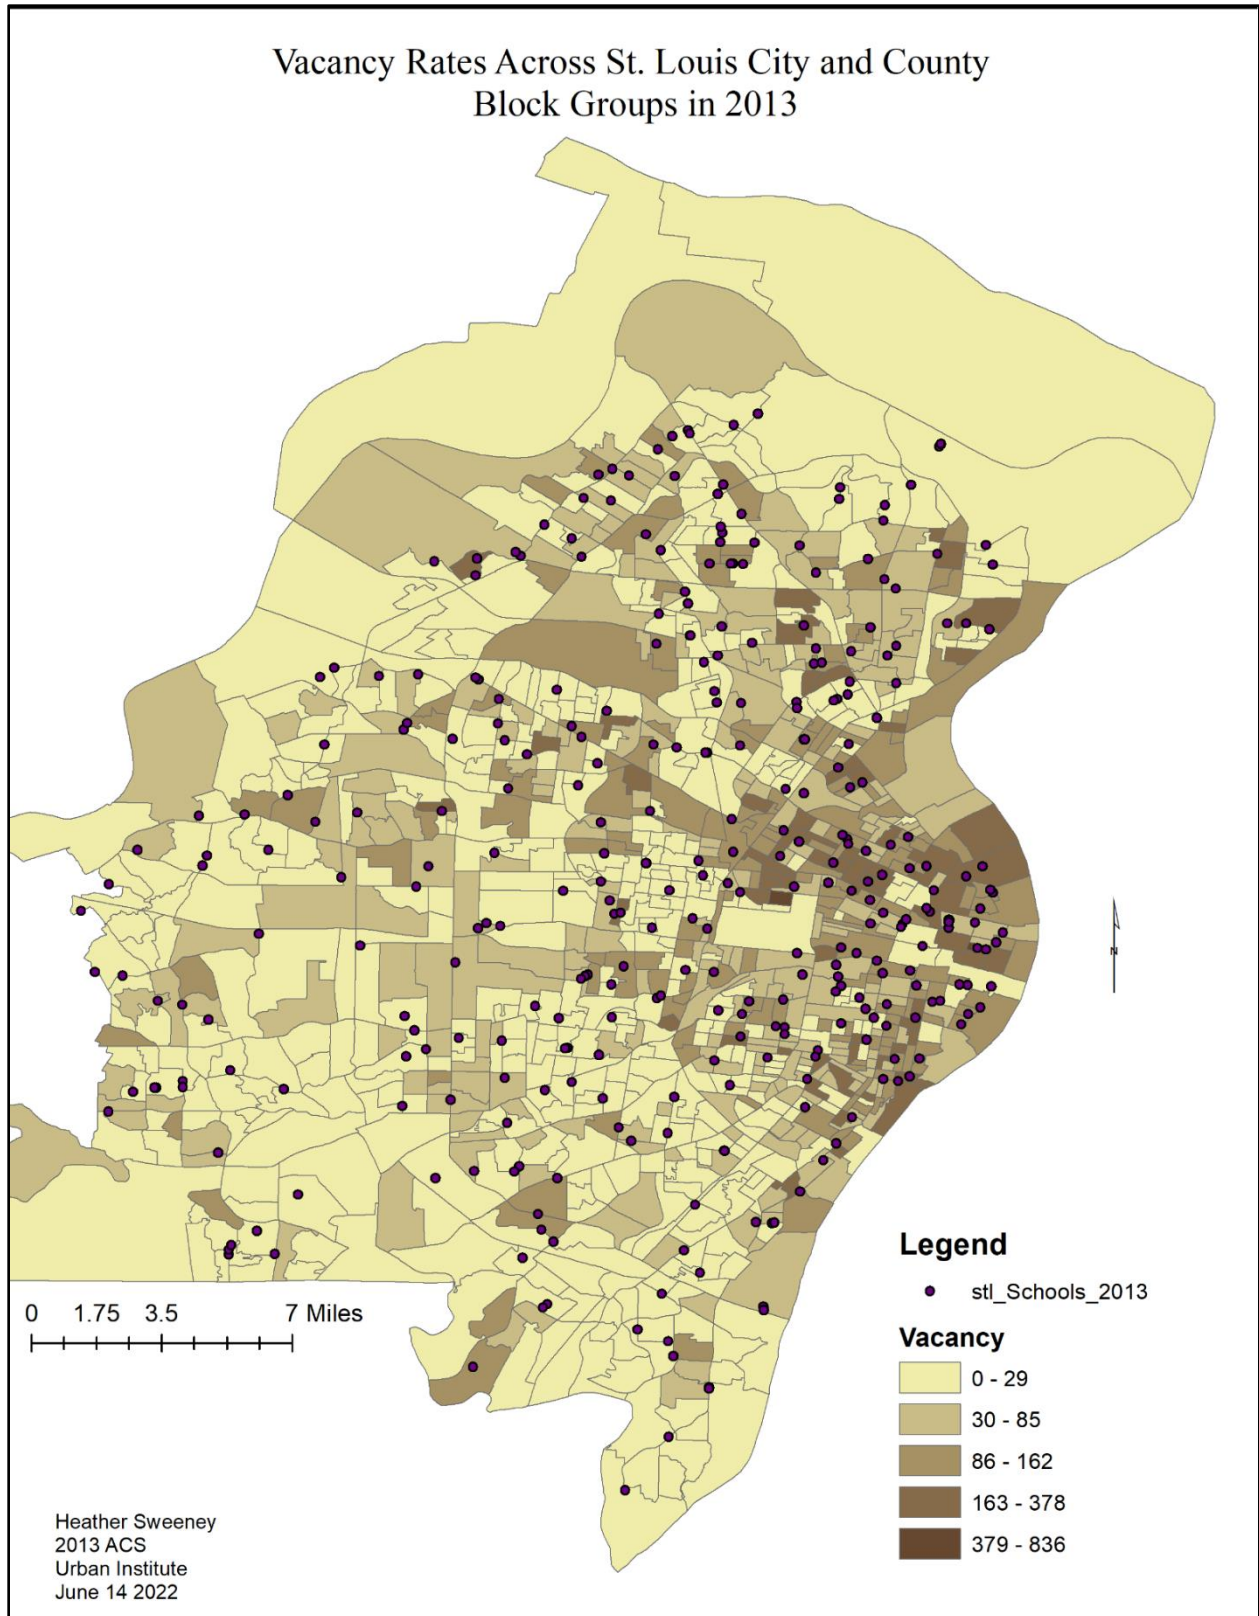 Vacancy Rates Across St. Louis City and County
Block Groups in 2013
N
Legend
stl_Schools_2013
Vacancy
0 - 29
30 - 85
86 - 162
163 - 378
379 - 836
0 1.75 3.5 7 Miles
Heather Sweeney
2013 ACS
Urban Institute
June 14 2022